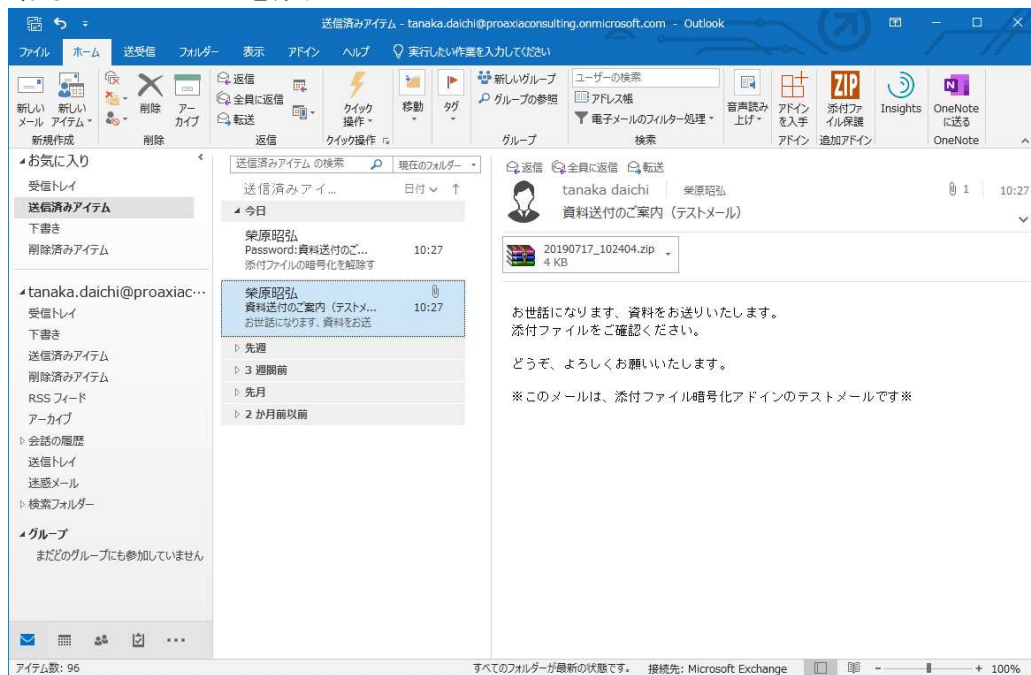 送信済みアイテム - tanaka.daichi@proaxiaconsulting.onmicrosoft.com - Outlook
ファイル ホーム 送受信 フォルダー 表示 アドイン ヘルプ 実行したい作業を入力してください
新しいメール
新しいアイテム
削除
アーカイブ
返信
全員に返信
転送
クイック操作
移動
タグ
新しいグループ
グループの参照
ユーザーの検索
アドレス帳
電子メールのフィルター処理
音声読み上げ
アドインを入手
ZIP
添付ファイル保護
Insights
N
OneNoteに送る
新規作成 削除 返信 クイック操作 グループ 検索 アドイン 追加アドイン OneNote
お気に入り
受信トレイ
送信済みアイテム
下書き
削除済みアイテム
tanaka.daichi@proaxiac…
受信トレイ
下書き
送信済みアイテム
削除済みアイテム
RSS フィード
アーカイブ
会話の履歴
送信トレイ
迷惑メール
検索フォルダー
グループ
まだどのグループにも参加していません
送信済みアイテム の検索 現在のフォルダー
送信済みアイ... 日付 ↑
今日
柴原昭弘
Password:資料送付のご... 10:27
添付ファイルの暗号化を解除す
柴原昭弘
資料送付のご案内（テストメ... 10:27
お世話になります、資料をお送
先週
3 週間前
先月
2 か月前以前
返信 全員に返信 転送
tanaka daichi 柴原昭弘 1 10:27
資料送付のご案内（テストメール）
20190717_102404.zip
4 KB
お世話になります、資料をお送りいたします。
添付ファイルをご確認ください。
どうぞ、よろしくお願いいたします。
※このメールは、添付ファイル暗号化アドインのテストメールです※
アイテム数: 96 すべてのフォルダーが最新の状態です。 接続先: Microsoft Exchange 100%